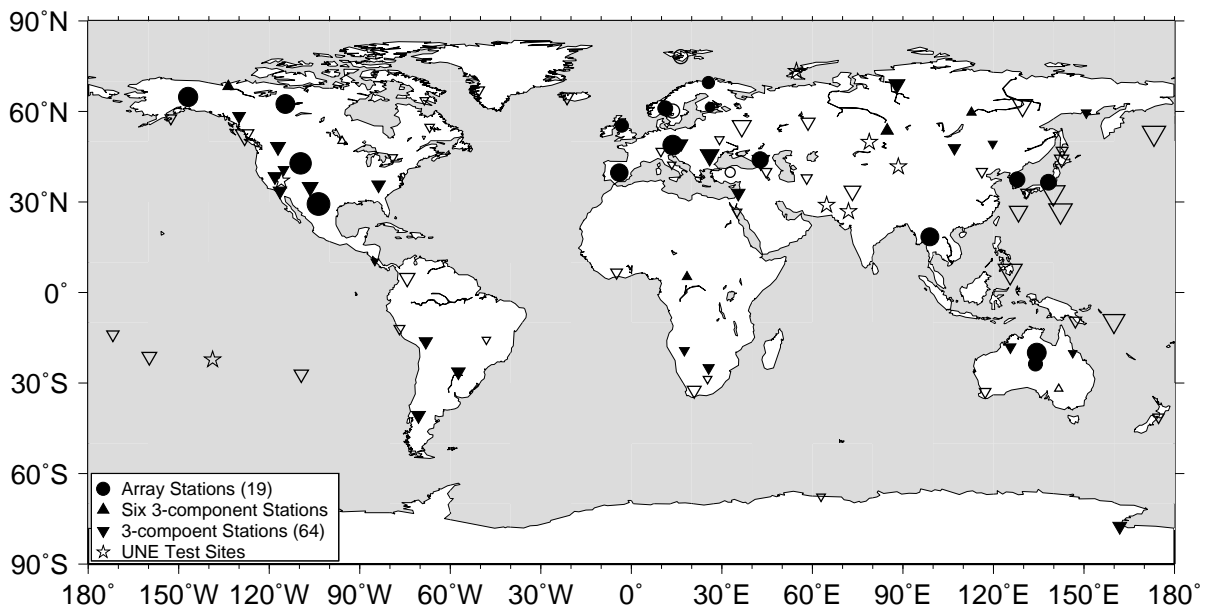 90˚N
60˚N
30˚N
0˚
30˚S
60˚S
90˚S
Array Stations (19)
Six 3-component Stations
3-compoent Stations (64)
UNE Test Sites
180 150˚W 120˚W 90˚W 60˚W 30˚W 0˚ 30˚E 60˚E 90˚E 120˚E 150˚E 180˚